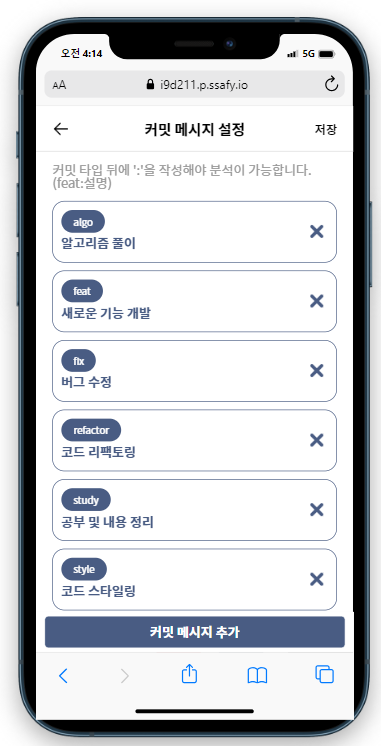 오전 4:14
5G
AA
i9d211.p.ssafy.io
커밋 메시지 설정
저장
커밋 타입 뒤에 ':'을 작성해야 분석이 가능합니다.
(feat:설명)
algo
알고리즘 풀이
feat
새로운 기능 개발
fix
버그 수정
refactor
코드 리팩토링
study
공부 및 내용 정리
style
코드 스타일링
커밋 메시지 추가